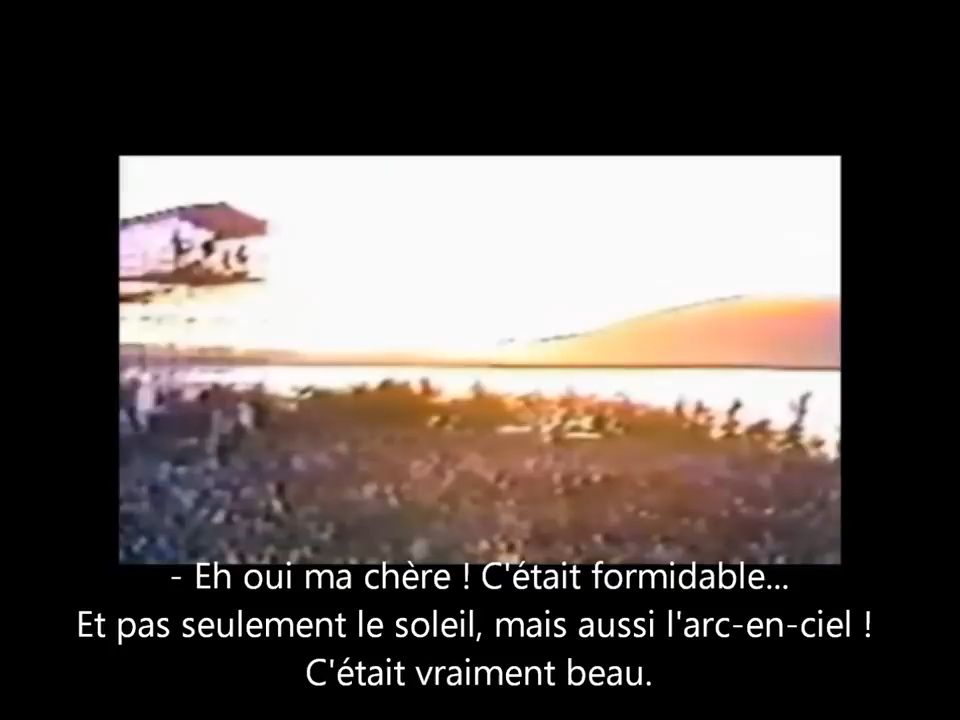 - Eh oui ma chère ! C'était formidable...
Et pas seulement le soleil, mais aussi l'arc-en-ciel !
C'était vraiment beau.